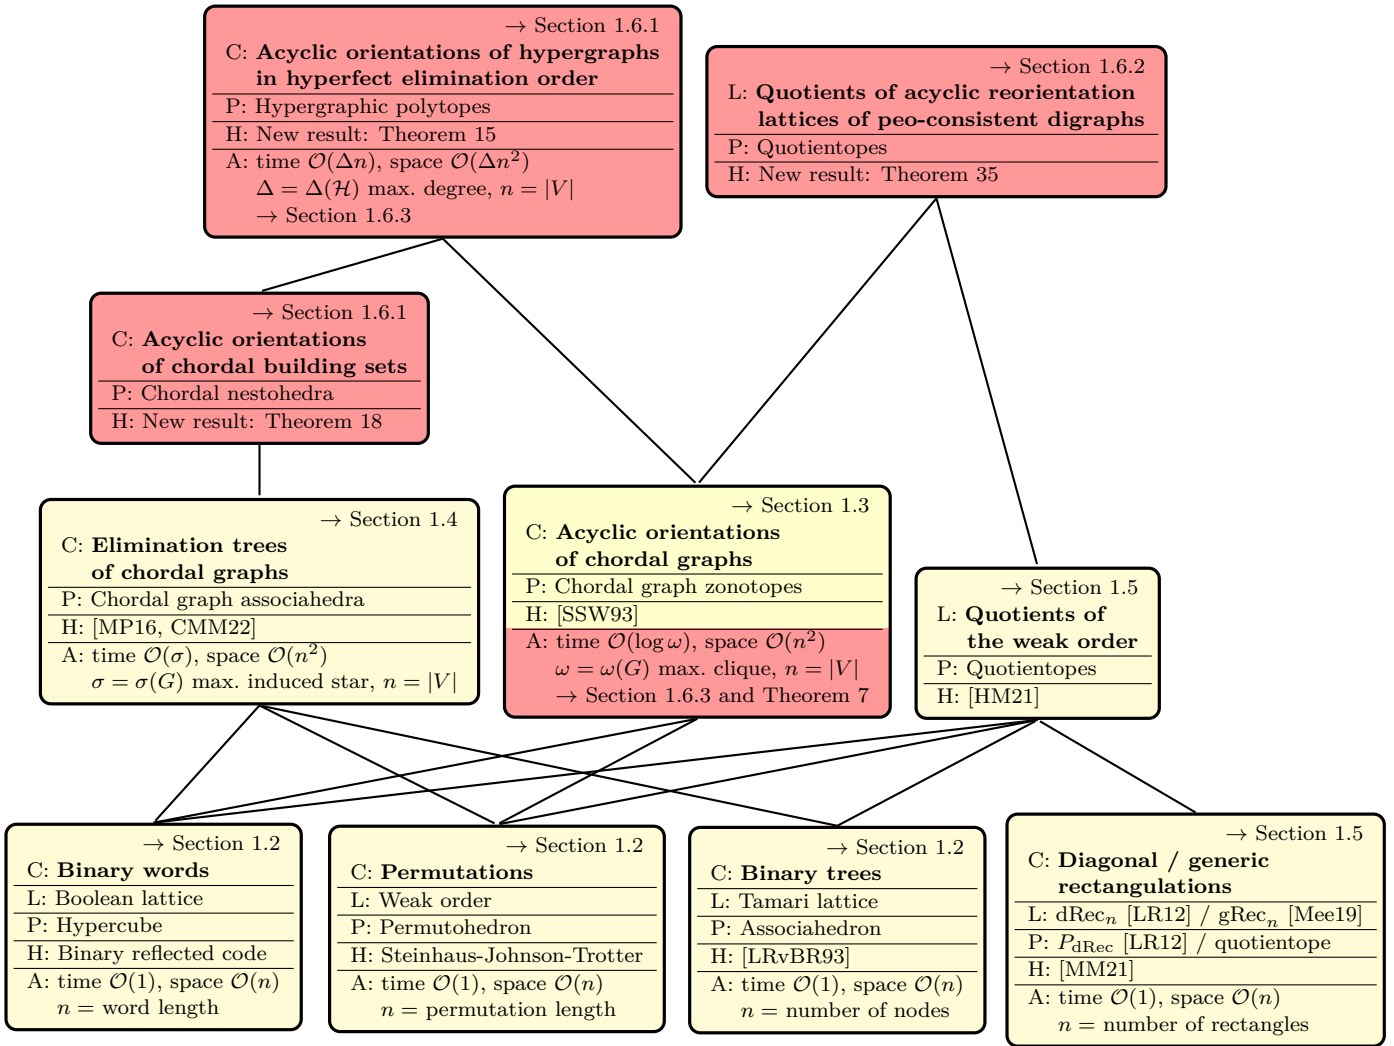 → Section 1.6.1
C: Acyclic orientations of hypergraphs
in hyperfect elimination order
P: Hypergraphic polytopes
H: New result: Theorem 15
A: time 𝒪(Δn), space 𝒪(Δn²)
Δ = Δ(ℋ) max. degree, n = |V|
→ Section 1.6.3
→ Section 1.6.2
L: Quotients of acyclic reorientation
lattices of peo-consistent digraphs
P: Quotientopes
H: New result: Theorem 35
→ Section 1.6.1
C: Acyclic orientations
of chordal building sets
P: Chordal nestohedra
H: New result: Theorem 18
→ Section 1.4
C: Elimination trees
of chordal graphs
P: Chordal graph associahedra
H: [MP16, CMM22]
A: time 𝒪(σ), space 𝒪(n²)
σ = σ(G) max. induced star, n = |V|
→ Section 1.3
C: Acyclic orientations
of chordal graphs
P: Chordal graph zonotopes
H: [SSW93]
A: time 𝒪(log ω), space 𝒪(n²)
ω = ω(G) max. clique, n = |V|
→ Section 1.6.3 and Theorem 7
→ Section 1.5
L: Quotients of
the weak order
P: Quotientopes
H: [HM21]
→ Section 1.2
C: Binary words
L: Boolean lattice
P: Hypercube
H: Binary reflected code
A: time 𝒪(1), space 𝒪(n)
n = word length
→ Section 1.2
C: Permutations
L: Weak order
P: Permutohedron
H: Steinhaus-Johnson-Trotter
A: time 𝒪(1), space 𝒪(n)
n = permutation length
→ Section 1.2
C: Binary trees
L: Tamari lattice
P: Associahedron
H: [LRvBR93]
A: time 𝒪(1), space 𝒪(n)
n = number of nodes
→ Section 1.5
C: Diagonal / generic
rectangulations
L: dRecₙ [LR12] / gRecₙ [Mee19]
P: P_dRec [LR12] / quotientope
H: [MM21]
A: time 𝒪(1), space 𝒪(n)
n = number of rectangles